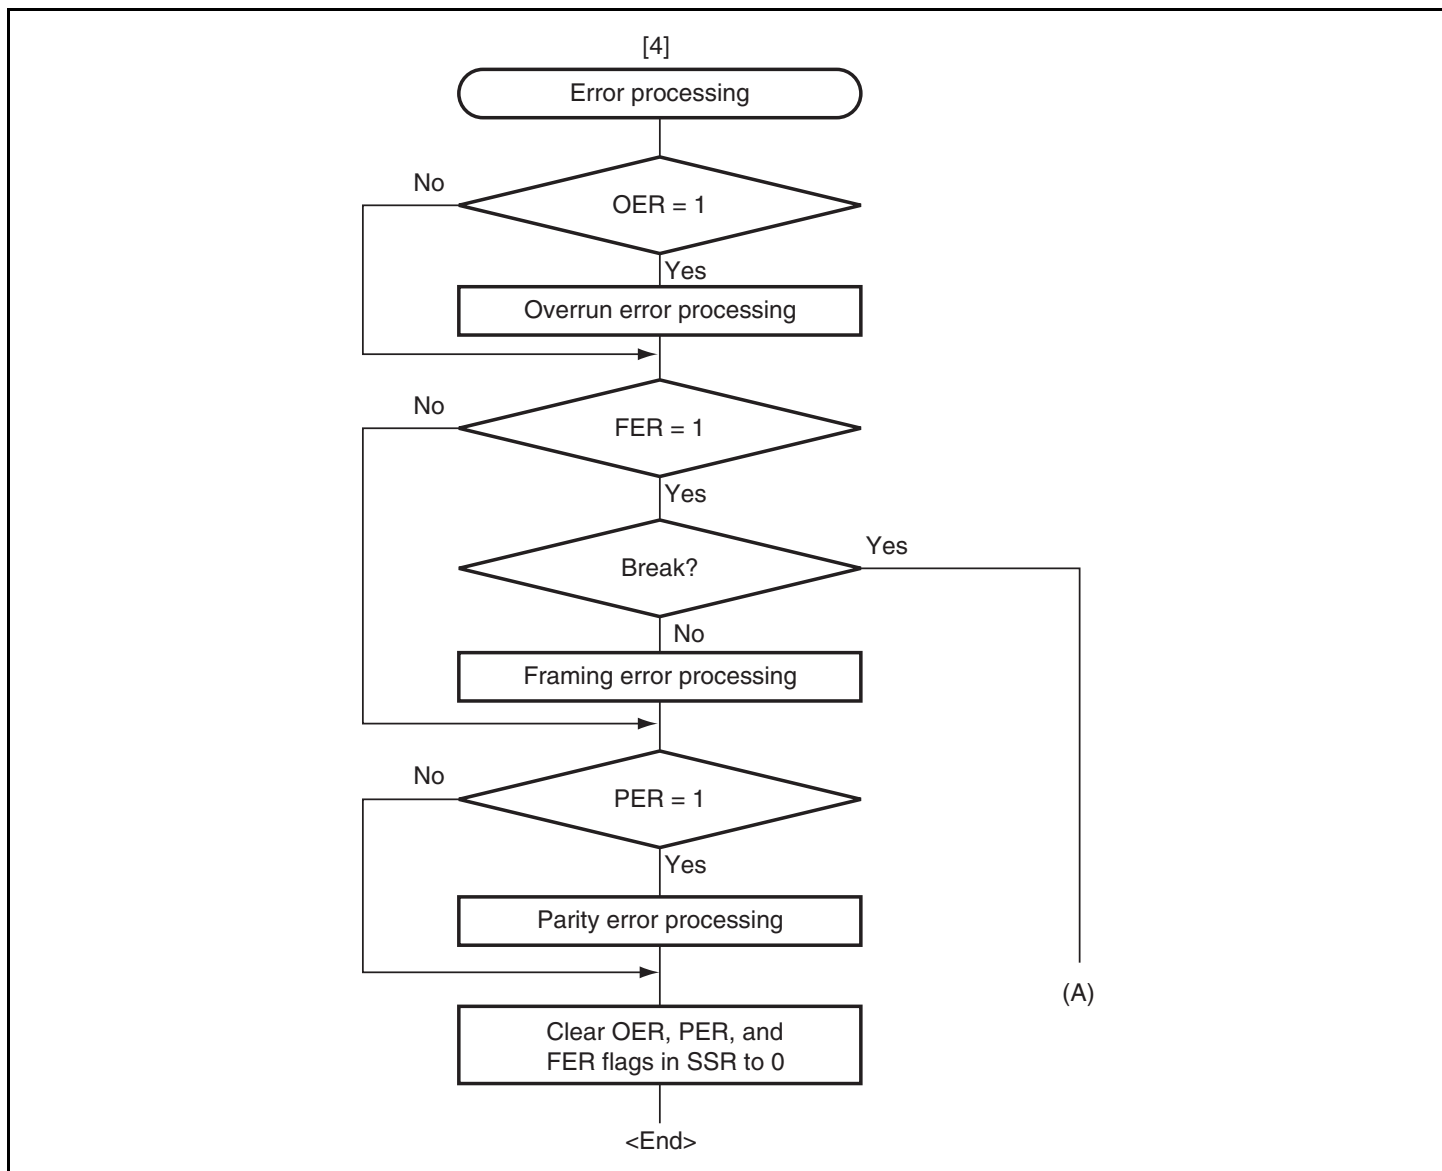 [4]
Error processing
No
OER = 1
Yes
Overrun error processing
No
FER = 1
Yes
Break?
Yes
No
Framing error processing
No
PER = 1
Yes
Parity error processing
(A)
Clear OER, PER, and
FER flags in SSR to 0
<End>